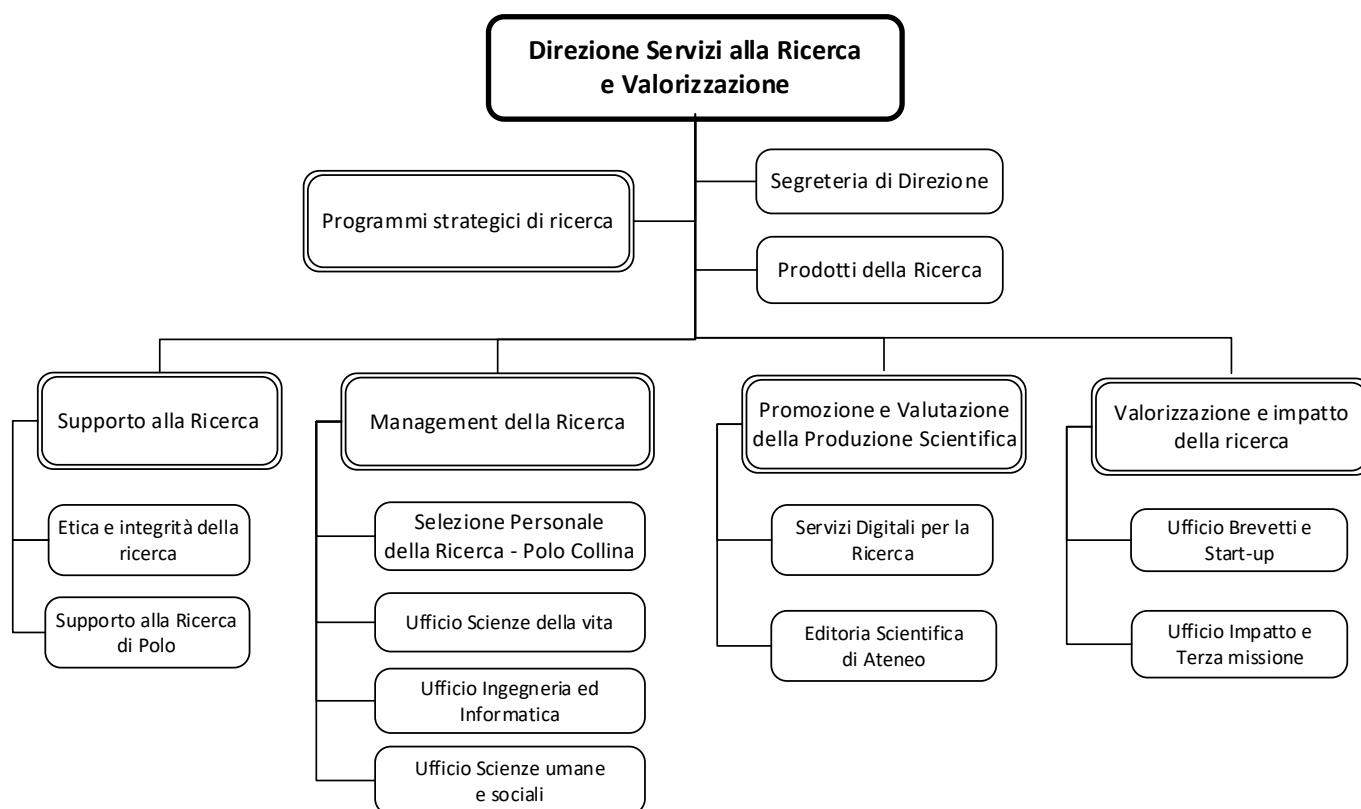 Direzione Servizi alla Ricerca
e Valorizzazione
Segreteria di Direzione
Programmi strategici di ricerca
Prodotti della Ricerca
Supporto alla Ricerca
Management della Ricerca
Promozione e Valutazione
della Produzione Scientifica
Valorizzazione e impatto
della ricerca
Etica e integrità della
ricerca
Supporto alla Ricerca
di Polo
Selezione Personale
della Ricerca - Polo Collina
Ufficio Scienze della vita
Ufficio Ingegneria ed
Informatica
Ufficio Scienze umane
e sociali
Servizi Digitali per la
Ricerca
Editoria Scientifica
di Ateneo
Ufficio Brevetti e
Start-up
Ufficio Impatto e
Terza missione